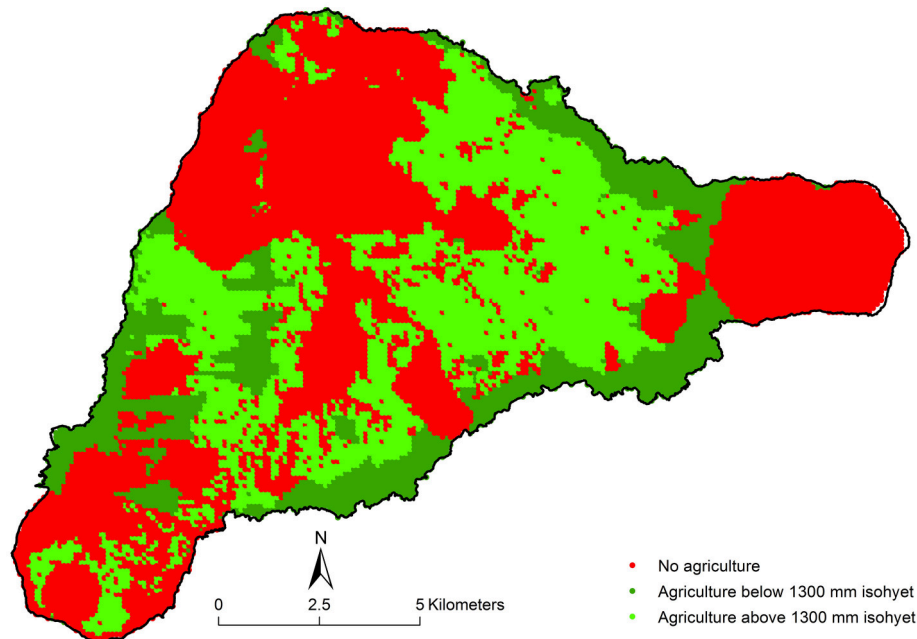 N
0 2.5 5 Kilometers
No agriculture
Agriculture below 1300 mm isohyet
Agriculture above 1300 mm isohyet